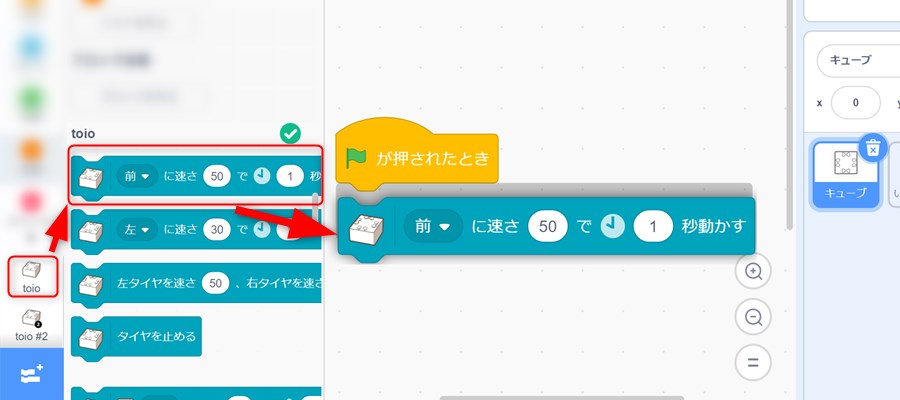 toio
前 に速さ 50 で 1 秒
左 に速さ 30 で
左タイヤを速さ 50 、右タイヤを速さ
タイヤを止める
toio
toio #2
が押されたとき
前 に速さ 50 で 1 秒動かす
キューブ
x 0
キューブ